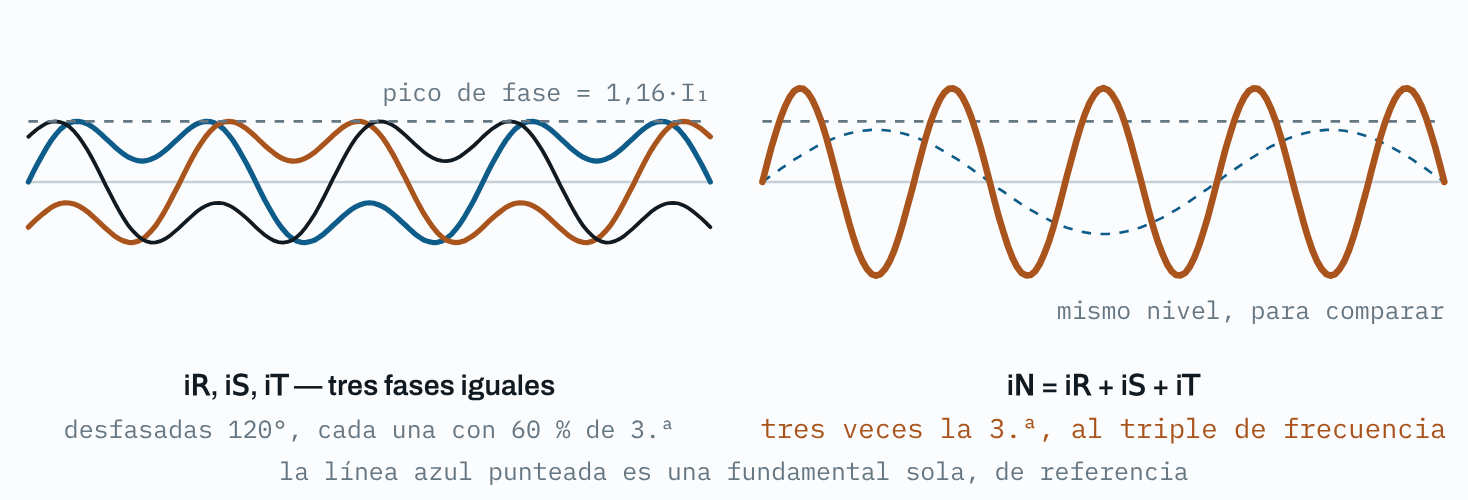 pico de fase = 1,16·I₁
mismo nivel, para comparar
iR, iS, iT — tres fases iguales
desfasadas 120°, cada una con 60 % de 3.ª
iN = iR + iS + iT
tres veces la 3.ª, al triple de frecuencia
la línea azul punteada es una fundamental sola, de referencia